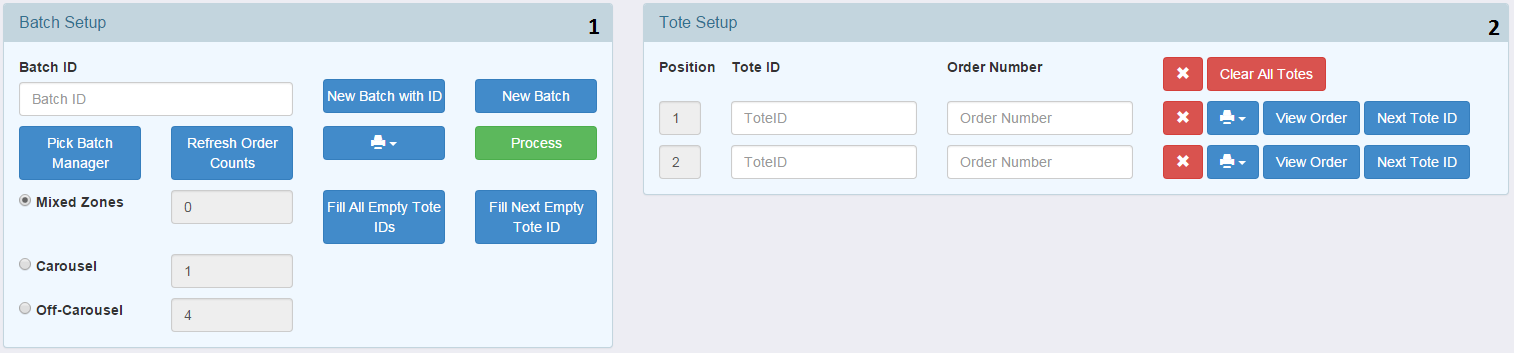 Batch Setup 1
Batch ID
Batch ID
New Batch with ID
New Batch
Pick Batch
Manager
Refresh Order
Counts
Process
Mixed Zones
0
Fill All Empty Tote
IDs
Fill Next Empty
Tote ID
Carousel
1
Off-Carousel
4
Tote Setup 2
Position Tote ID Order Number
Clear All Totes
1 ToteID Order Number View Order Next Tote ID
2 ToteID Order Number View Order Next Tote ID